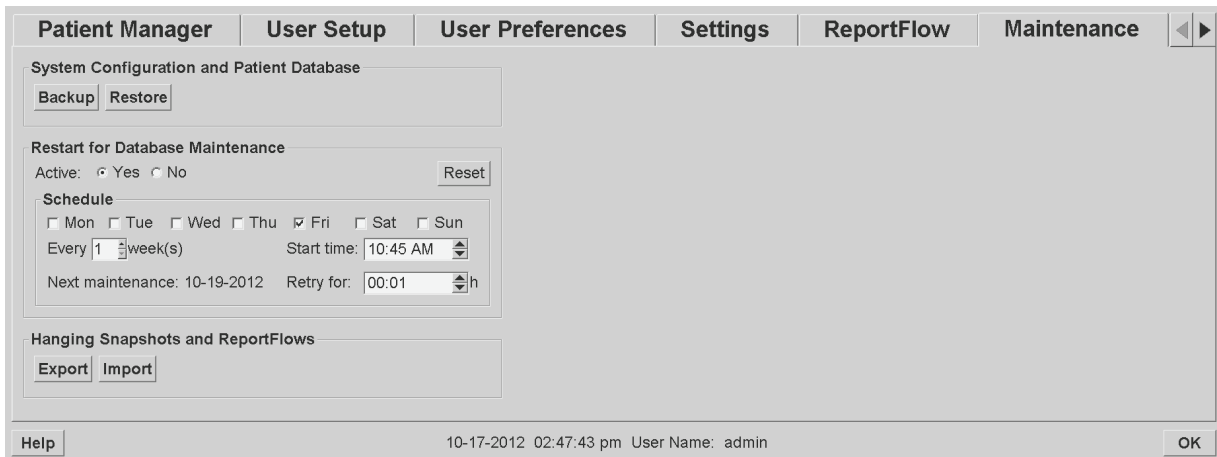 Patient Manager User Setup User Preferences Settings ReportFlow Maintenance
System Configuration and Patient Database
Backup Restore
Restart for Database Maintenance
Active: Yes No Reset
Schedule
Mon Tue Wed Thu Fri Sat Sun
Every 1 week(s) Start time: 10:45 AM
Next maintenance: 10-19-2012 Retry for: 00:01 h
Hanging Snapshots and ReportFlows
Export Import
Help 10-17-2012 02:47:43 pm User Name: admin OK